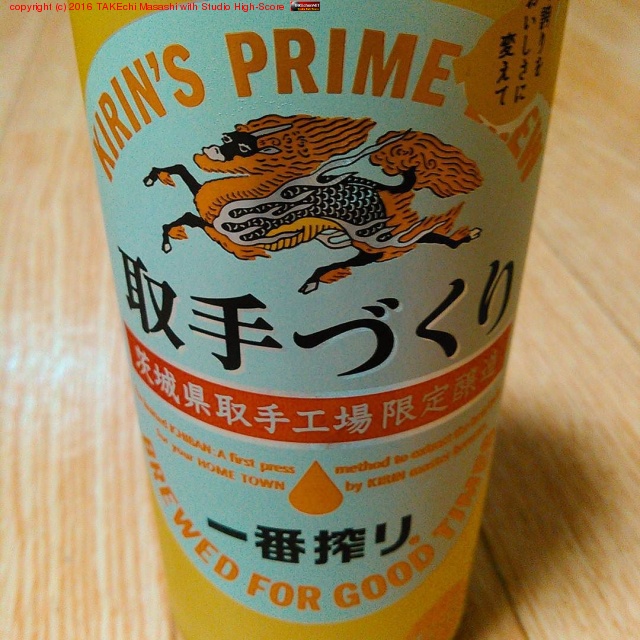 copyright (c) 2016 TAKEchi Masashi with Studio High-Score
誇りを
おいしさに
変えて
KIRIN'S PRIME
取手づくり
茨城県取手工場限定醸造
ICHIBAN: A first press method to extract
for your HOME TOWN by KIRIN
一番搾り
BREWED FOR GOOD TIMES